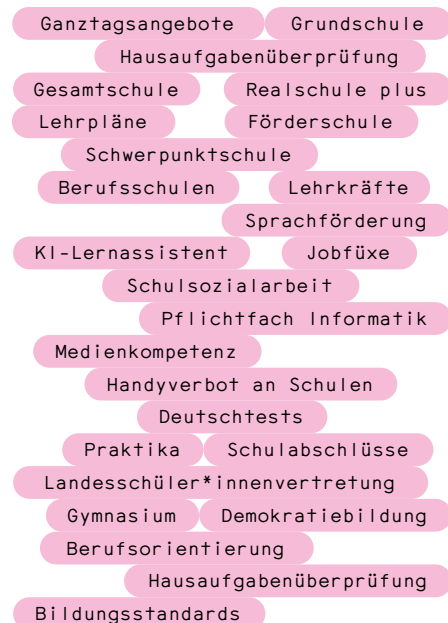 Ganztagsangebote Grundschule
Hausaufgabenüberprüfung
Gesamtschule Realschule plus
Lehrpläne Förderschule
Schwerpunktschule
Berufsschulen Lehrkräfte
Sprachförderung
KI-Lernassistent Jobfüxe
Schulsozialarbeit
Pflichtfach Informatik
Medienkompetenz
Handyverbot an Schulen
Deutschtests
Praktika Schulabschlüsse
Landesschüler*innenvertretung
Gymnasium Demokratiebildung
Berufsorientierung
Hausaufgabenüberprüfung
Bildungsstandards